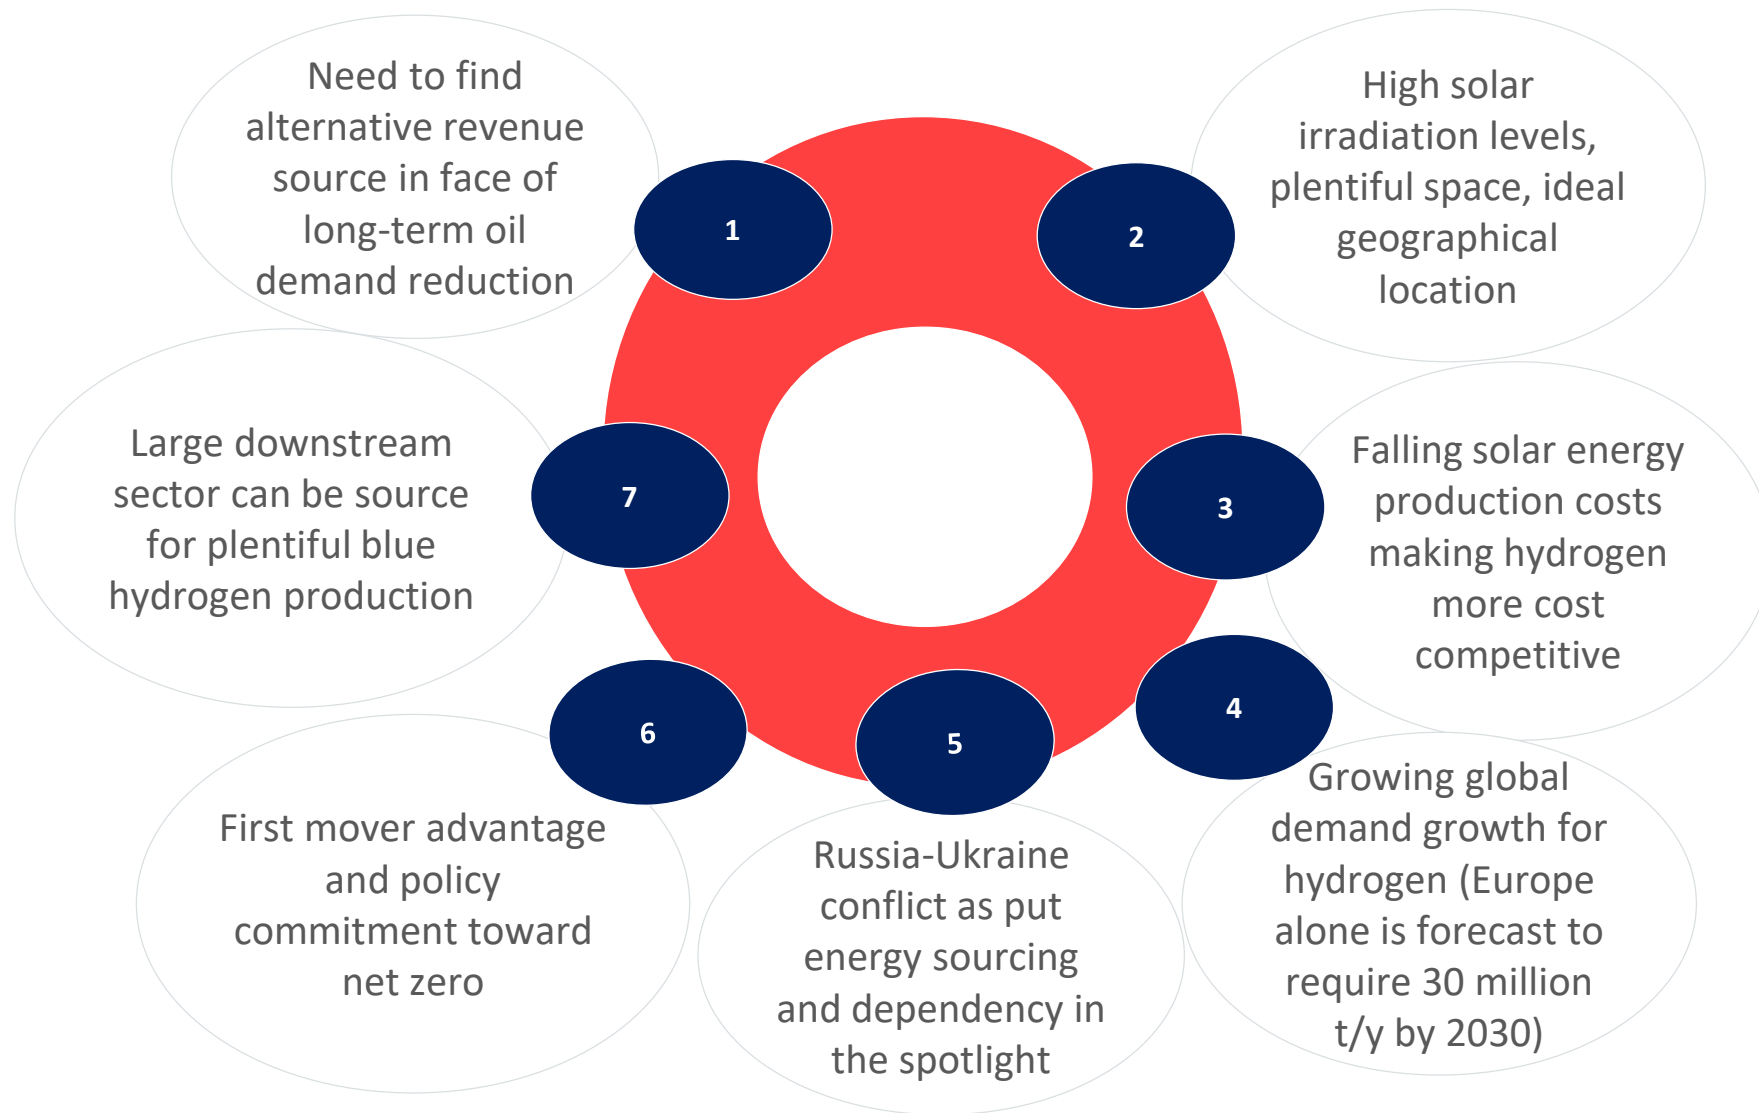 1
Need to find
alternative revenue
source in face of
long-term oil
demand reduction
2
High solar
irradiation levels,
plentiful space, ideal
geographical
location
3
Falling solar energy
production costs
making hydrogen
more cost
competitive
4
Growing global
demand growth for
hydrogen (Europe
alone is forecast to
require 30 million
t/y by 2030)
5
Russia-Ukraine
conflict as put
energy sourcing
and dependency in
the spotlight
6
First mover advantage
and policy
commitment toward
net zero
7
Large downstream
sector can be source
for plentiful blue
hydrogen production